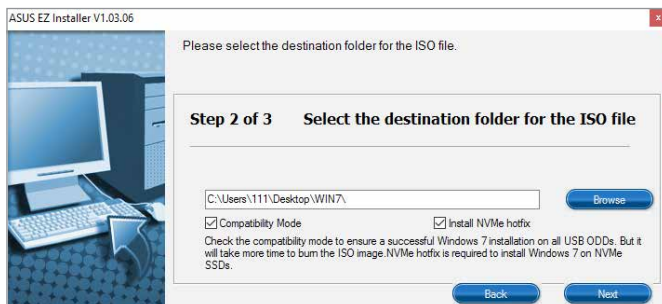 ASUS EZ Installer V1.03.06
x
Please select the destination folder for the ISO file.
Step 2 of 3 Select the destination folder for the ISO file
C:\Users\111\Desktop\WIN7\
Browse
Compatibility Mode
Install NVMe hotfix
Check the compatibility mode to ensure a successful Windows 7 installation on all USB ODDs. But it
will take more time to burn the ISO image.NVMe hotfix is required to install Windows 7 on NVMe
SSDs.
Back
Next